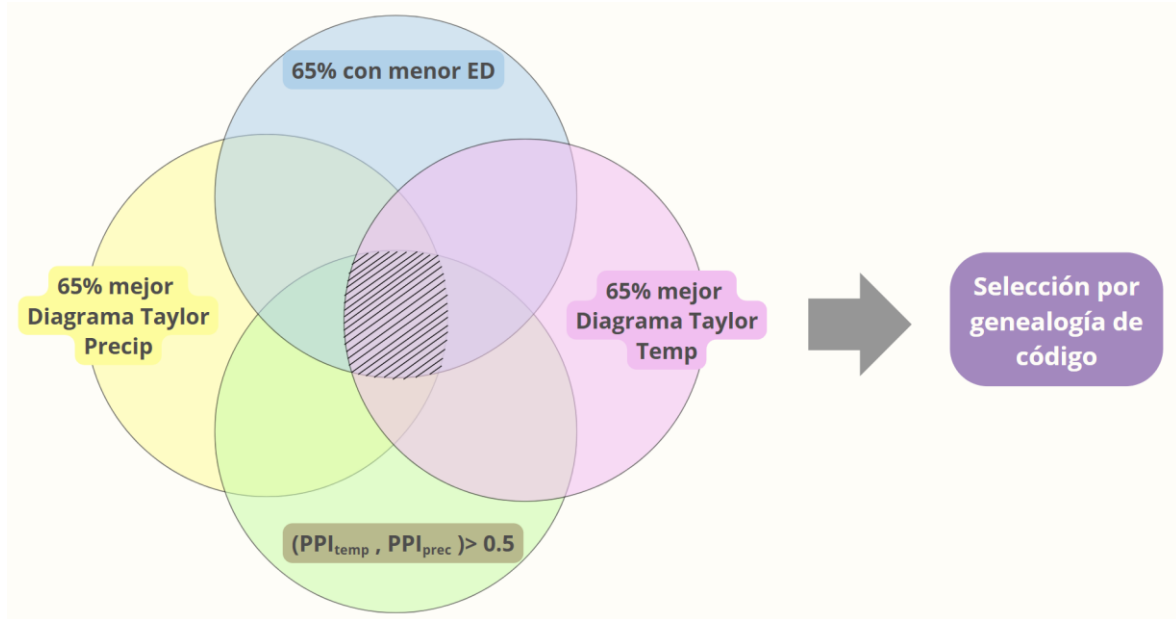 65% con menor ED
65% mejor
Diagrama Taylor
Precip
65% mejor
Diagrama Taylor
Temp
(PPItemp , PPIprec )> 0.5
Selección por
genealogía de
código